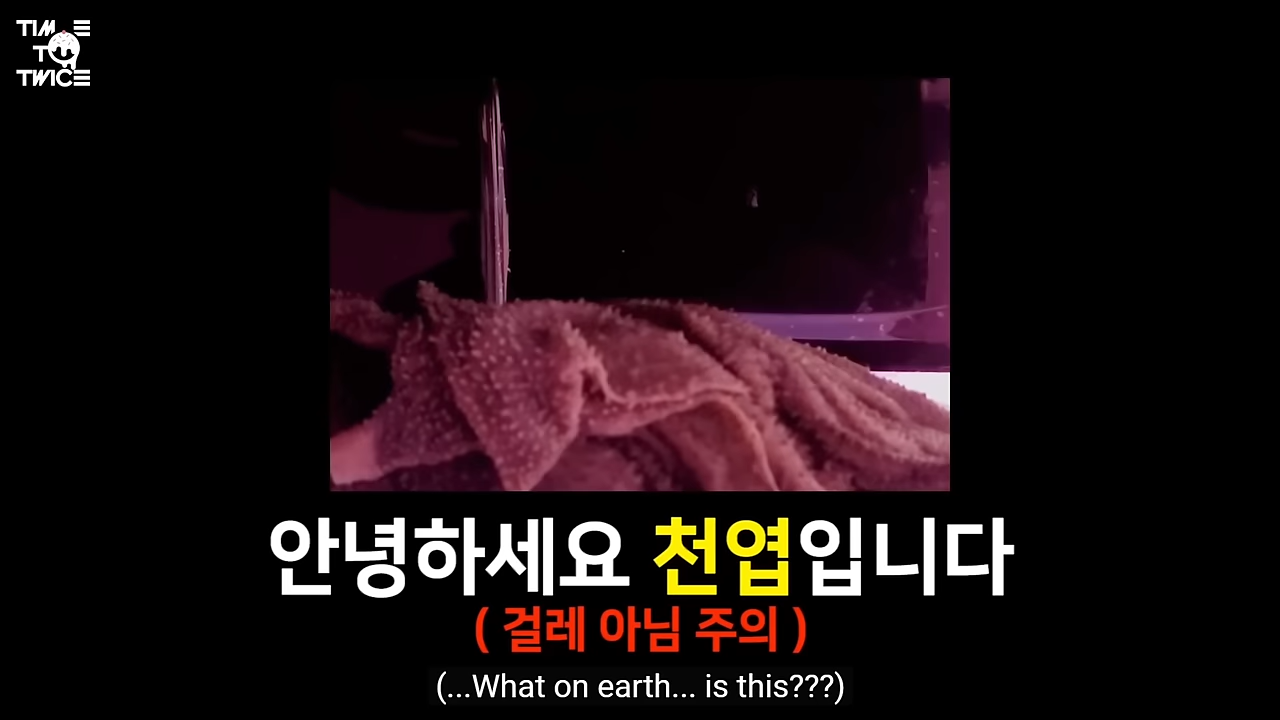 TIME
TO
TWICE
안녕하세요 천엽입니다
( 걸레 아님 주의 )
(...What on earth... is this???)